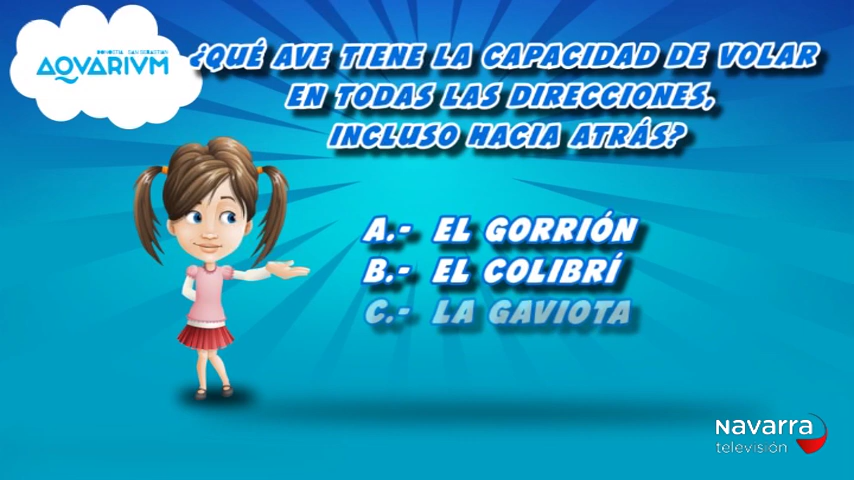 DONOSTIA · SAN SEBASTIÁN
AQVARIVM
¿QUÉ AVE TIENE LA CAPACIDAD DE VOLAR
EN TODAS LAS DIRECCIONES,
INCLUSO HACIA ATRÁS?
A.- EL GORRIÓN
B.- EL COLIBRÍ
C.- LA GAVIOTA
Navarra
televisión